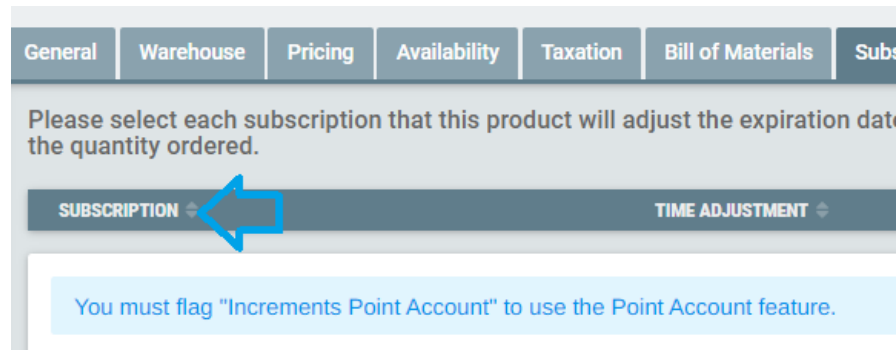 General Warehouse Pricing Availability Taxation Bill of Materials Subs
Please select each subscription that this product will adjust the expiration date
the quantity ordered.
SUBSCRIPTION TIME ADJUSTMENT
You must flag "Increments Point Account" to use the Point Account feature.